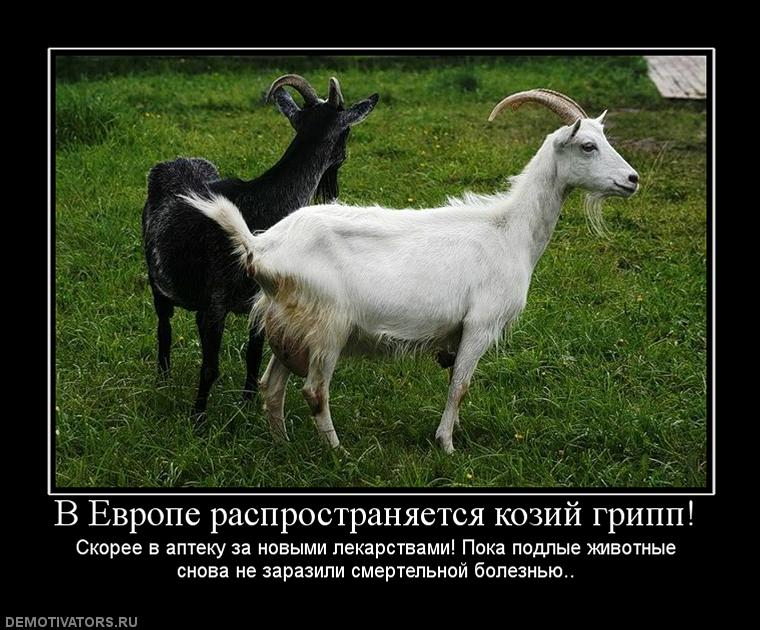 В Европе распространяется козий грипп!
Скорее в аптеку за новыми лекарствами! Пока подлые животные
снова не заразили смертельной болезнью..
DEMOTIVATORS.RU